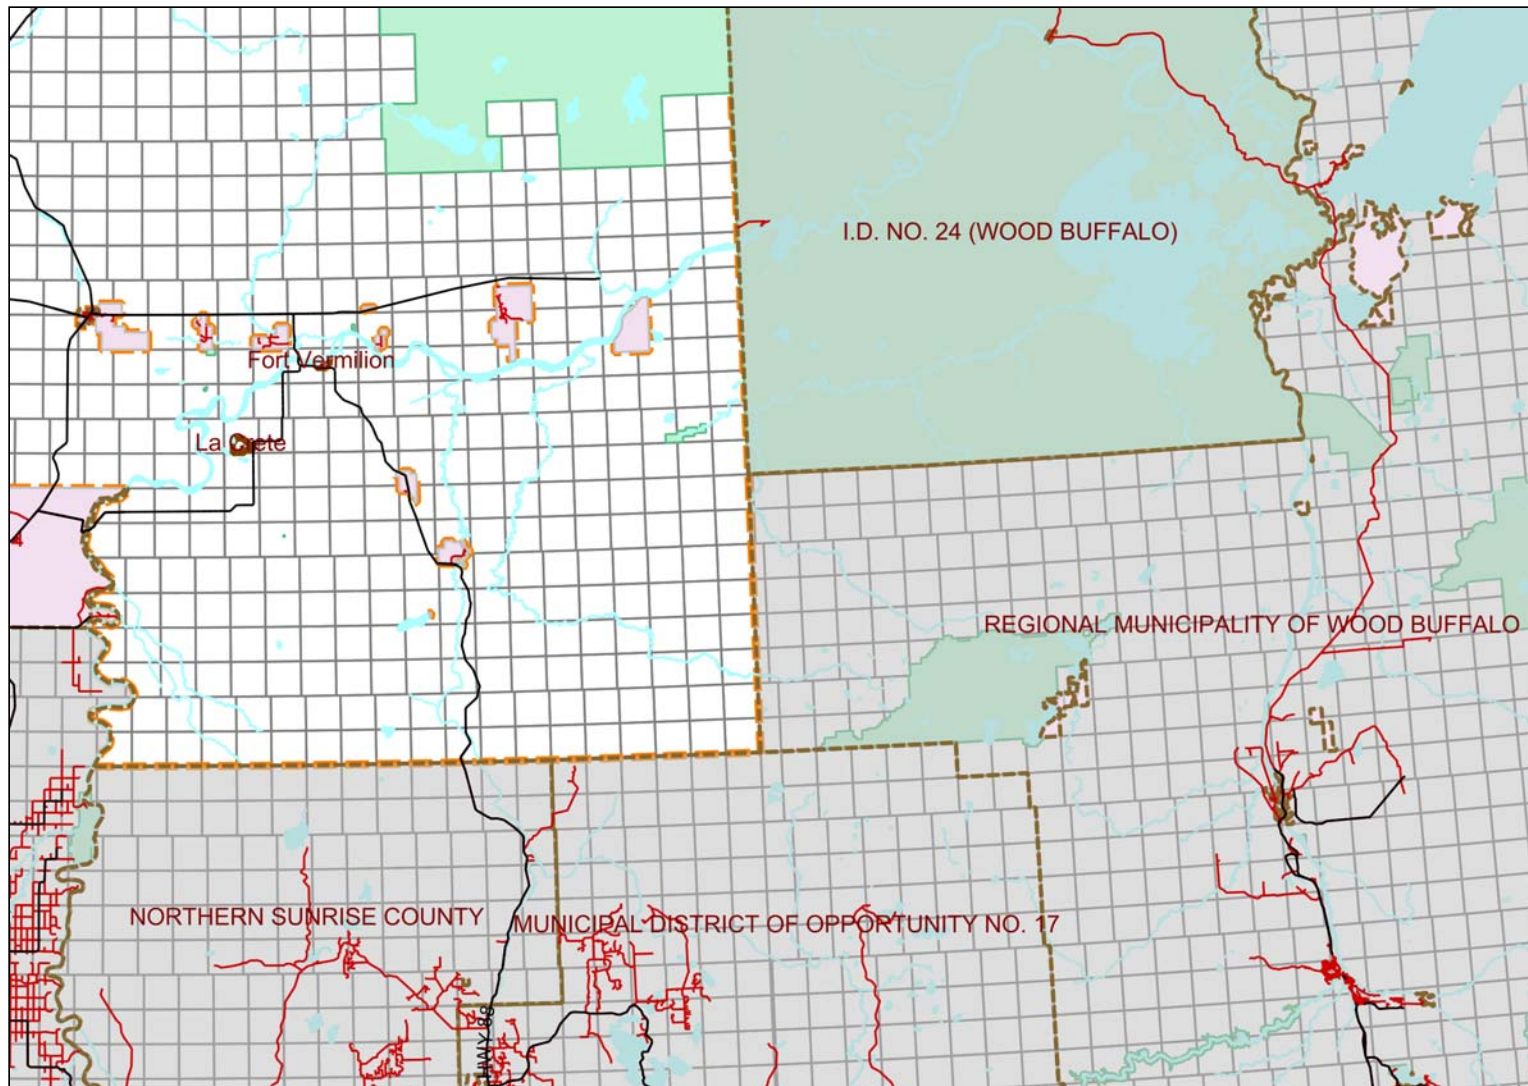 I.D. NO. 24 (WOOD BUFFALO)
Fort Vermilion
La Crete
REGIONAL MUNICIPALITY OF WOOD BUFFALO
NORTHERN SUNRISE COUNTY
MUNICIPAL DISTRICT OF OPPORTUNITY NO. 17
HWY 88